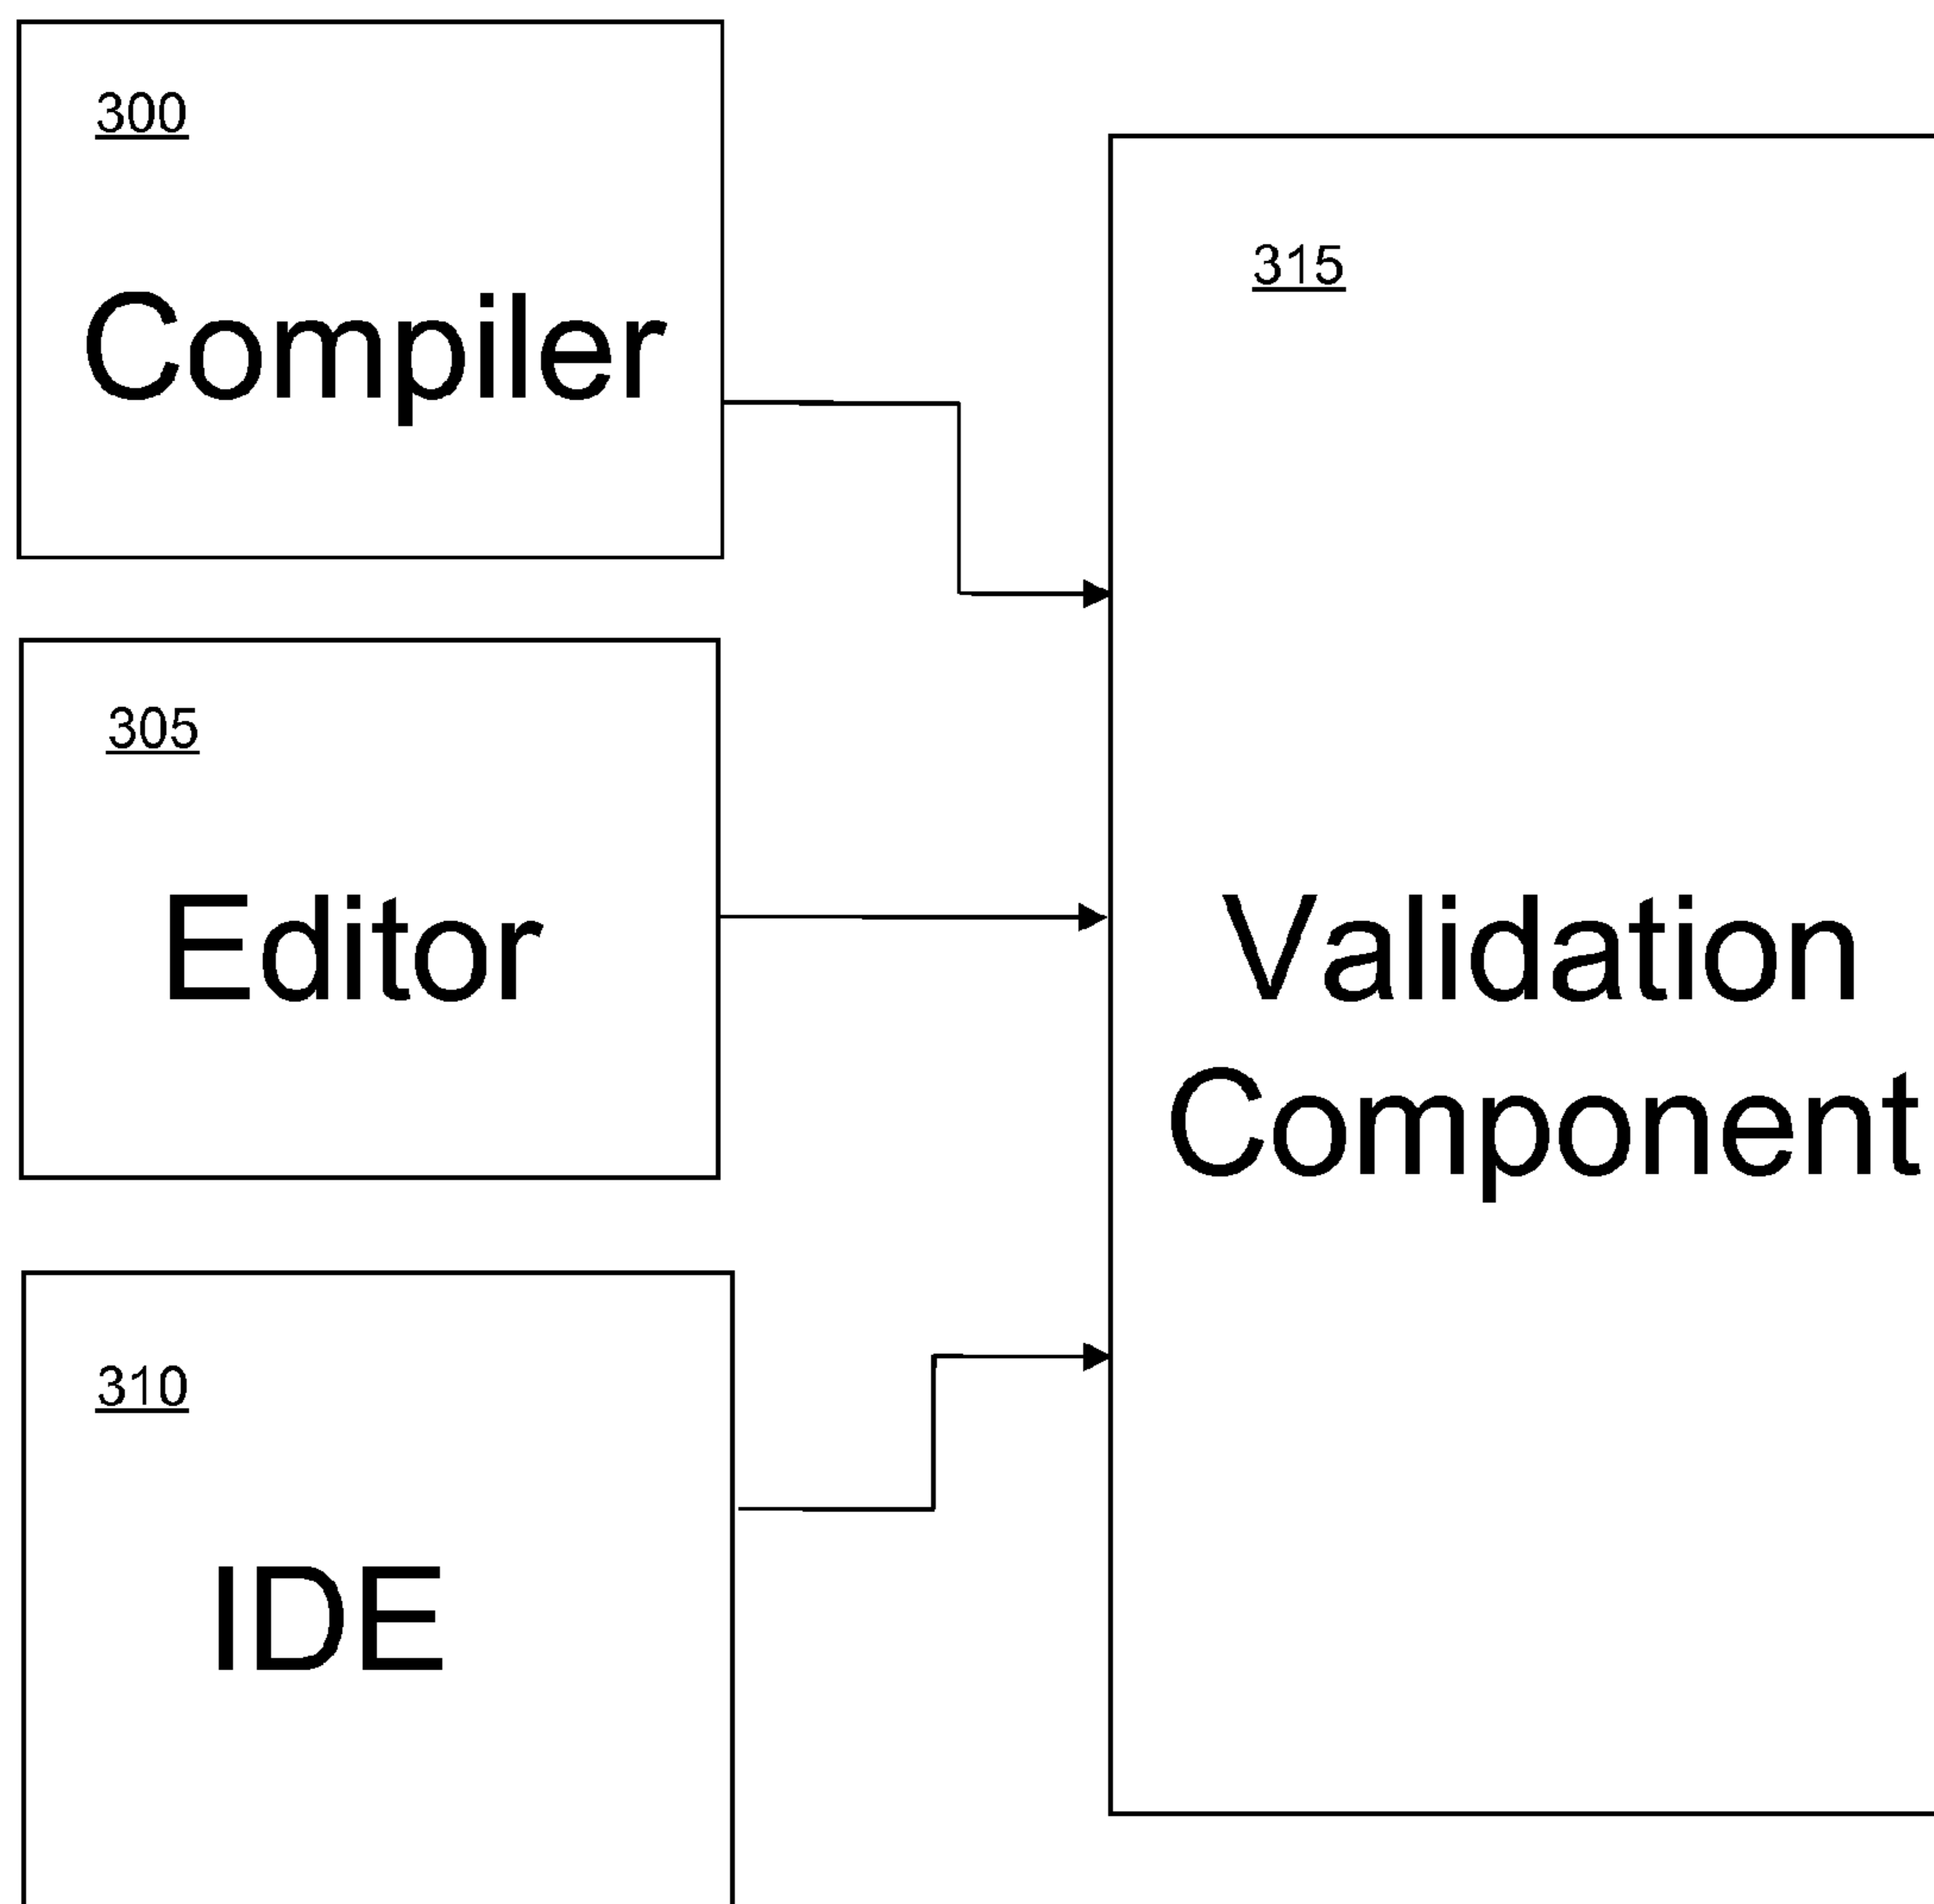 300
Compiler
305
Editor
310
IDE
315
Validation
Component